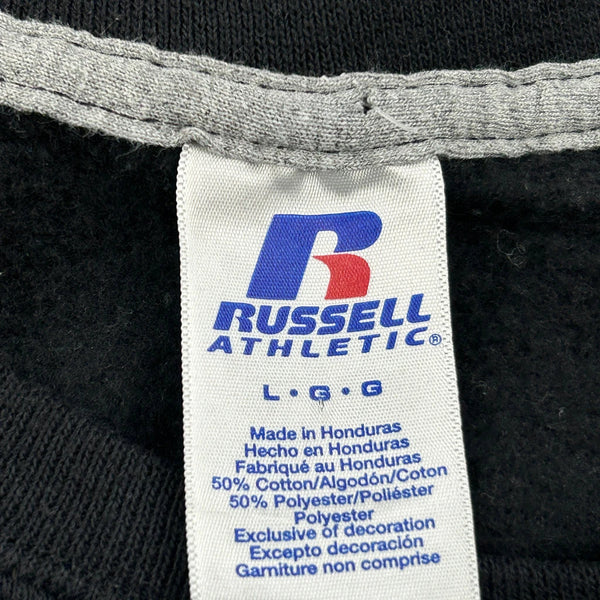 R
RUSSELL
ATHLETIC®
L • G • G
Made in Honduras
Hecho en Honduras
Fabriqué au Honduras
50% Cotton/Algodón/Coton
50% Polyester/Poliéster
Polyester
Exclusive of decoration
Excepto decoración
Garniture non comprise